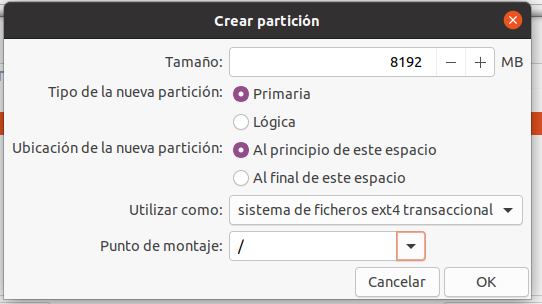 Crear partición
Tamaño: 8192 MB
Tipo de la nueva partición: Primaria
Lógica
Ubicación de la nueva partición: Al principio de este espacio
Al final de este espacio
Utilizar como: sistema de ficheros ext4 transaccional
Punto de montaje: /
Cancelar OK